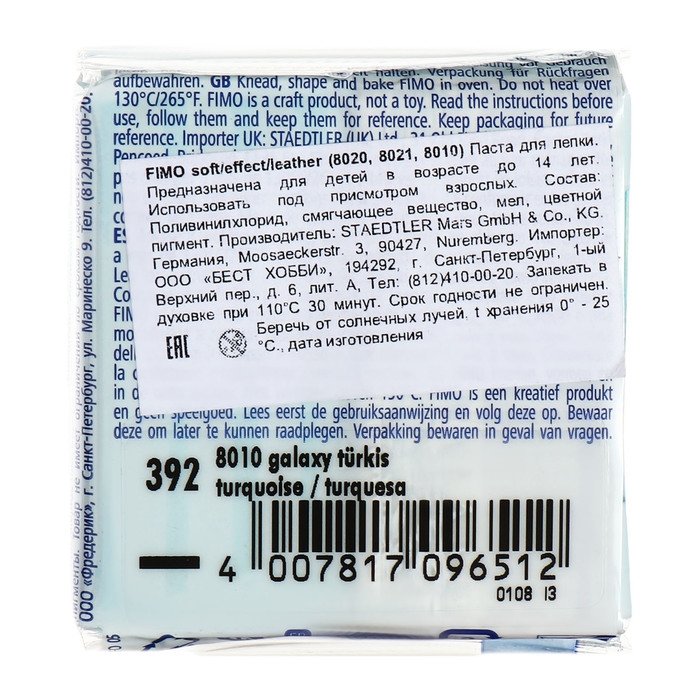 aufbewahren. GB Knead, shape and bake FIMO in oven. Do not heat over
130°C/265°F. FIMO is a craft product, not a toy. Read the instructions before
use, follow them and keep them for reference. Keep packaging for future
reference. Importer UK: STAEDTLER (UK) Ltd.,
FIMO soft/effect/leather (8020, 8021, 8010) Паста для лепки.
Предназначена для детей в возрасте до 14 лет.
Использовать под присмотром взрослых. Состав:
Поливинилхлорид, смягчающее вещество, мел, цветной
пигмент. Производитель: STAEDTLER Mars GmbH & Co., KG.
Германия, Moosaeckerstr. 3, 90427, Nuremberg. Импортер:
ООО «БЕСТ ХОББИ», 194292, г. Санкт-Петербург, 1-ый
Верхний пер., д. 6, лит. А, Тел: (812)410-00-20. Запекать в
духовке при 110°С 30 минут. Срок годности не ограничен.
Беречь от солнечных лучей. t хранения 0° - 25
°С., дата изготовления
EAC
FIMO is een kreatief produkt
en geen speelgoed. Lees eerst de gebruiksaanwijzing en volg deze op. Bewaar
deze om later te kunnen raadplegen. Verpakking bewaren in geval van vragen.
392 8010 galaxy türkis
turquoise / turquesa
4 007817 096512
0108 13
ООО «Фредерик», г. Санкт-Петербург, ул. Маринеско 9. Тел. (812)410-00-20.